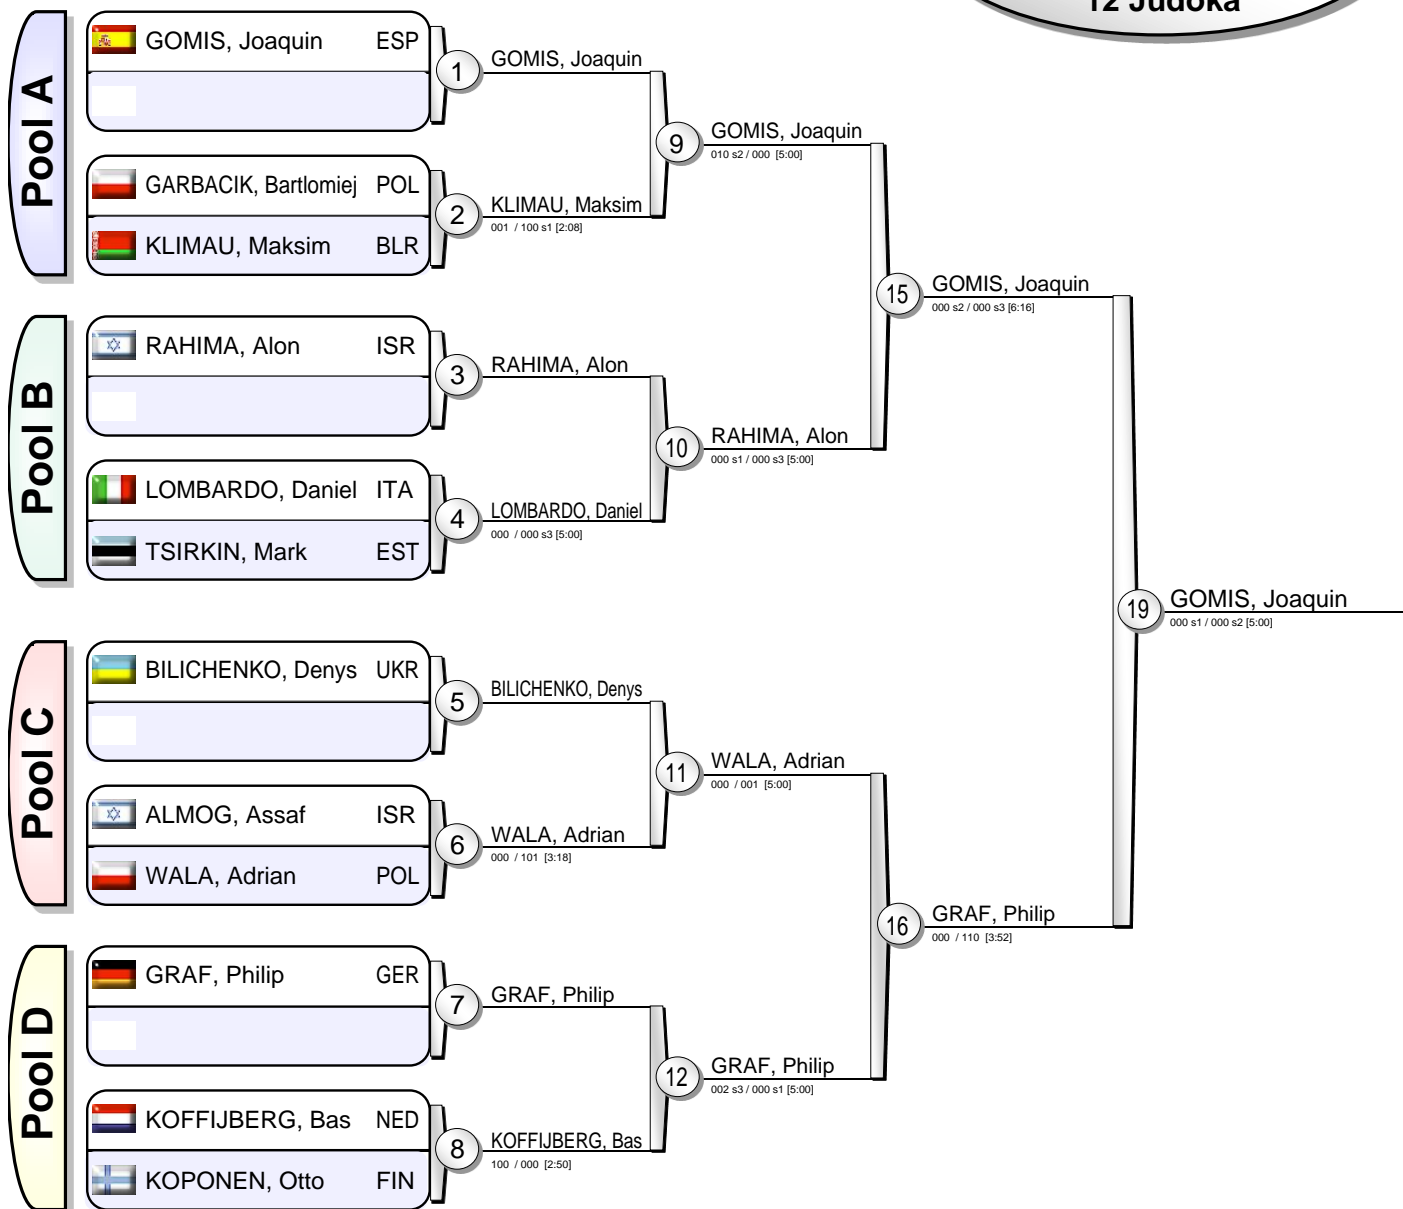 12 Judoka
Pool A
GOMIS, Joaquin ESP
1
GOMIS, Joaquin
GARBACIK, Bartlomiej POL
KLIMAU, Maksim BLR
2
KLIMAU, Maksim
001 / 100 s1 [2:08]
9
GOMIS, Joaquin
010 s2 / 000 [5:00]
Pool B
RAHIMA, Alon ISR
3
RAHIMA, Alon
LOMBARDO, Daniel ITA
TSIRKIN, Mark EST
4
LOMBARDO, Daniel
000 / 000 s3 [5:00]
10
RAHIMA, Alon
000 s1 / 000 s3 [5:00]
15
GOMIS, Joaquin
000 s2 / 000 s3 [6:16]
Pool C
BILICHENKO, Denys UKR
5
BILICHENKO, Denys
ALMOG, Assaf ISR
WALA, Adrian POL
6
WALA, Adrian
000 / 101 [3:18]
11
WALA, Adrian
000 / 001 [5:00]
Pool D
GRAF, Philip GER
7
GRAF, Philip
KOFFIJBERG, Bas NED
KOPONEN, Otto FIN
8
KOFFIJBERG, Bas
100 / 000 [2:50]
12
GRAF, Philip
002 s3 / 000 s1 [5:00]
16
GRAF, Philip
000 / 110 [3:52]
19
GOMIS, Joaquin
000 s1 / 000 s2 [5:00]